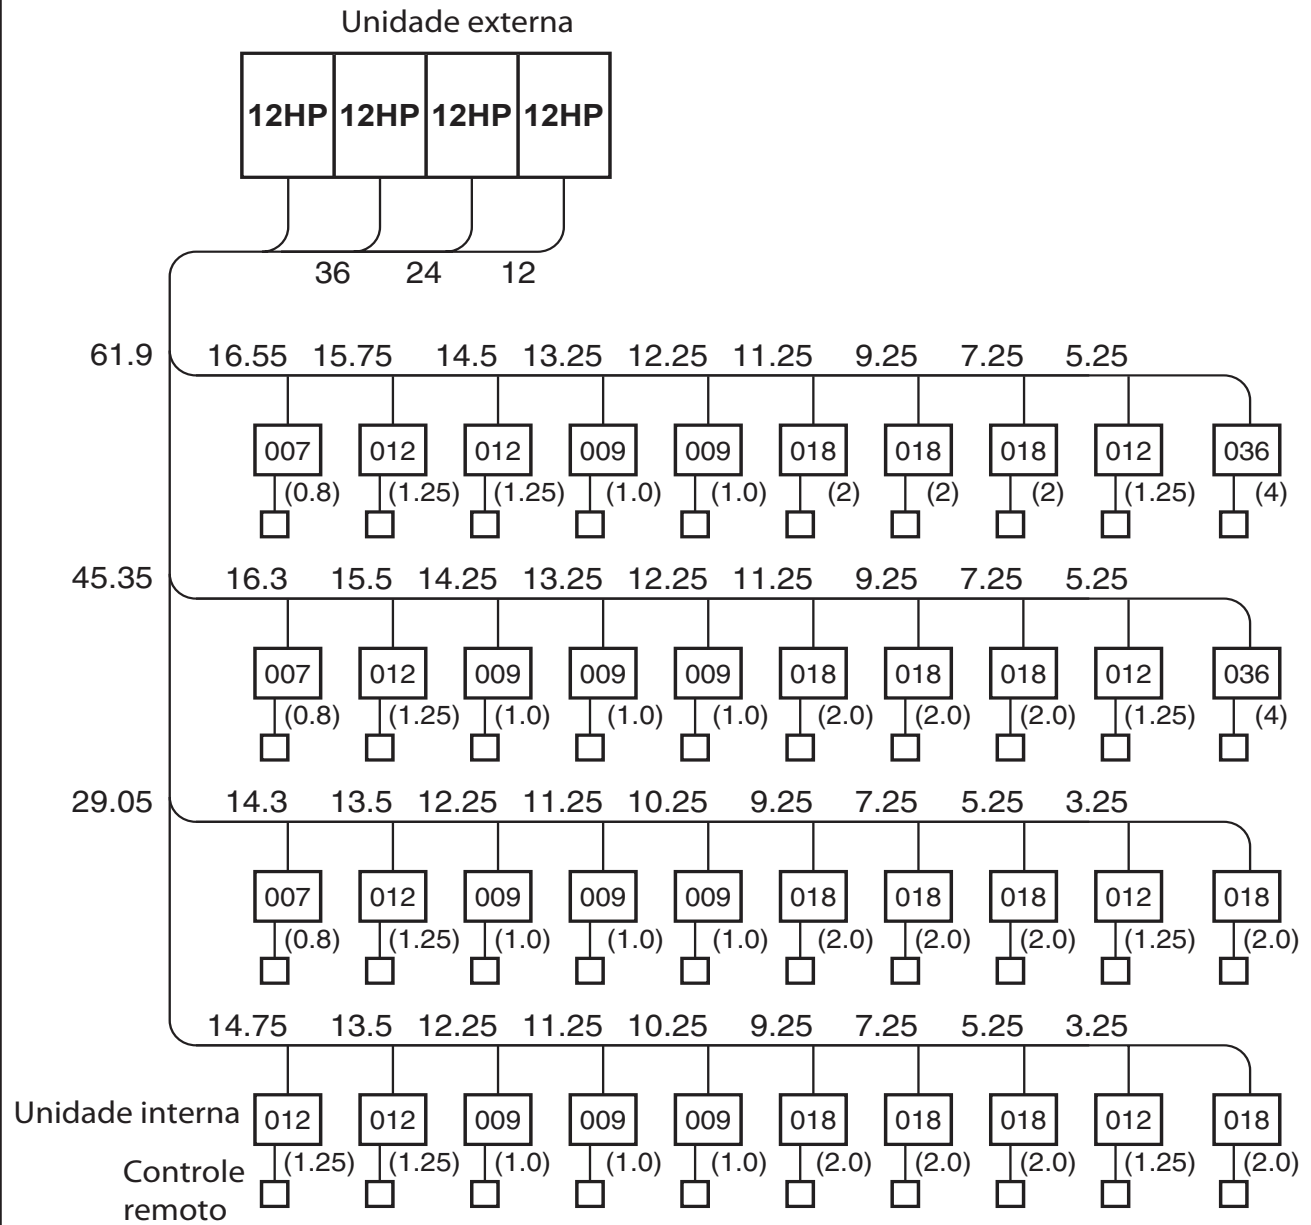 Unidade externa
12HP 12HP 12HP 12HP
36 24 12
61.9 16.55 15.75 14.5 13.25 12.25 11.25 9.25 7.25 5.25
007 012 012 009 009 018 018 018 012 036
(0.8) (1.25) (1.25) (1.0) (1.0) (2) (2) (2) (1.25) (4)
45.35 16.3 15.5 14.25 13.25 12.25 11.25 9.25 7.25 5.25
007 012 009 009 009 018 018 018 012 036
(0.8) (1.25) (1.0) (1.0) (1.0) (2.0) (2.0) (2.0) (1.25) (4)
29.05 14.3 13.5 12.25 11.25 10.25 9.25 7.25 5.25 3.25
007 012 009 009 009 018 018 018 012 018
(0.8) (1.25) (1.0) (1.0) (1.0) (2.0) (2.0) (2.0) (1.25) (2.0)
14.75 13.5 12.25 11.25 10.25 9.25 7.25 5.25 3.25
Unidade interna 012 012 009 009 009 018 018 018 012 018
(1.25) (1.25) (1.0) (1.0) (1.0) (2.0) (2.0) (2.0) (1.25) (2.0)
Controle
remoto